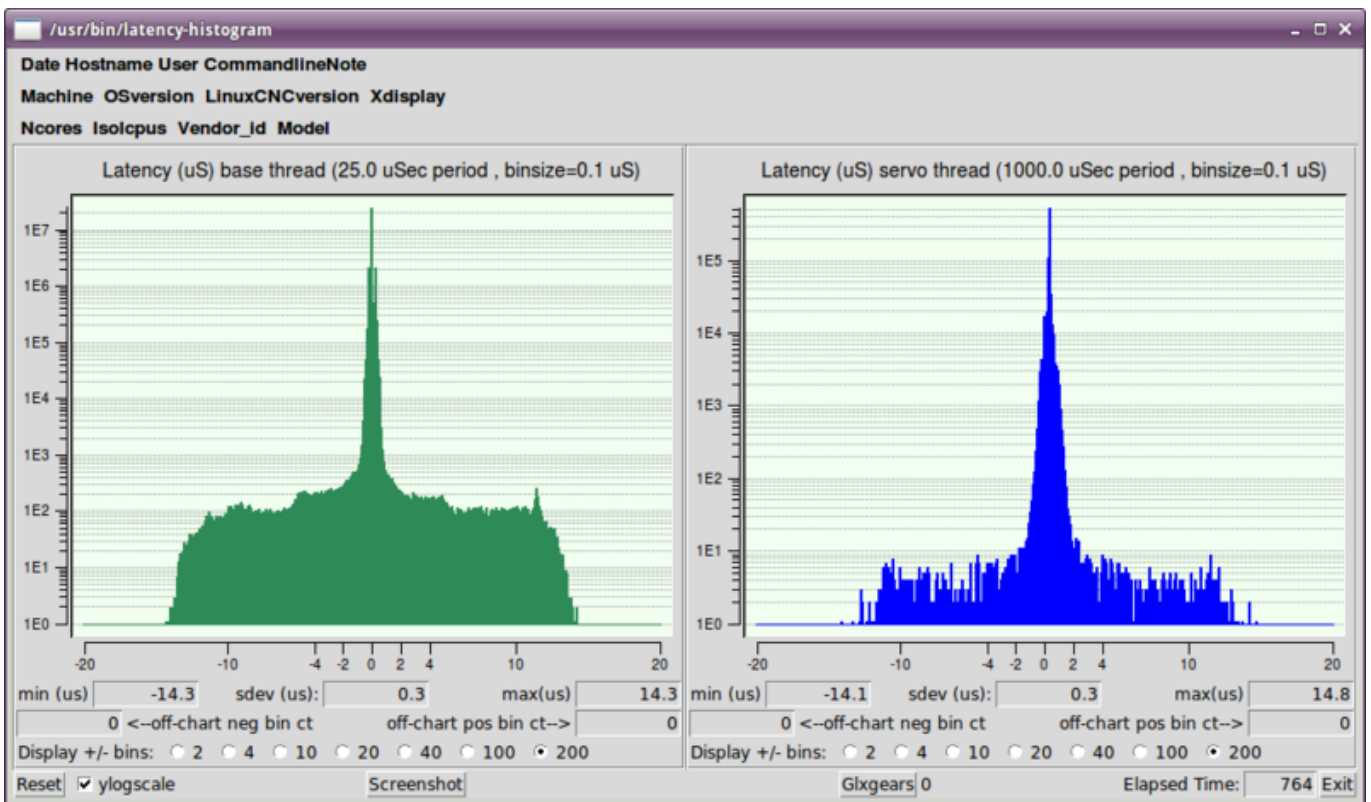 /usr/bin/latency-histogram
Date Hostname User CommandlineNote
Machine OSversion LinuxCNCversion Xdisplay
Ncores Isolcpus Vendor_id Model
Latency (uS) base thread (25.0 uSec period , binsize=0.1 uS)
1E7
1E6
1E5
1E4
1E3
1E2
1E1
1E0
-20 -10 -4 -2 0 2 4 10 20
min (us) -14.3 sdev (us): 0.3 max(us) 14.3
0 <--off-chart neg bin ct off-chart pos bin ct--> 0
Display +/- bins: 2 4 10 20 40 100 200
Latency (uS) servo thread (1000.0 uSec period , binsize=0.1 uS)
1E5
1E4
1E3
1E2
1E1
1E0
-20 -10 -4 -2 0 2 4 10 20
min (us) -14.1 sdev (us): 0.3 max(us) 14.8
0 <--off-chart neg bin ct off-chart pos bin ct--> 0
Display +/- bins: 2 4 10 20 40 100 200
Reset ylogscale Screenshot Glxgears 0 Elapsed Time: 764 Exit